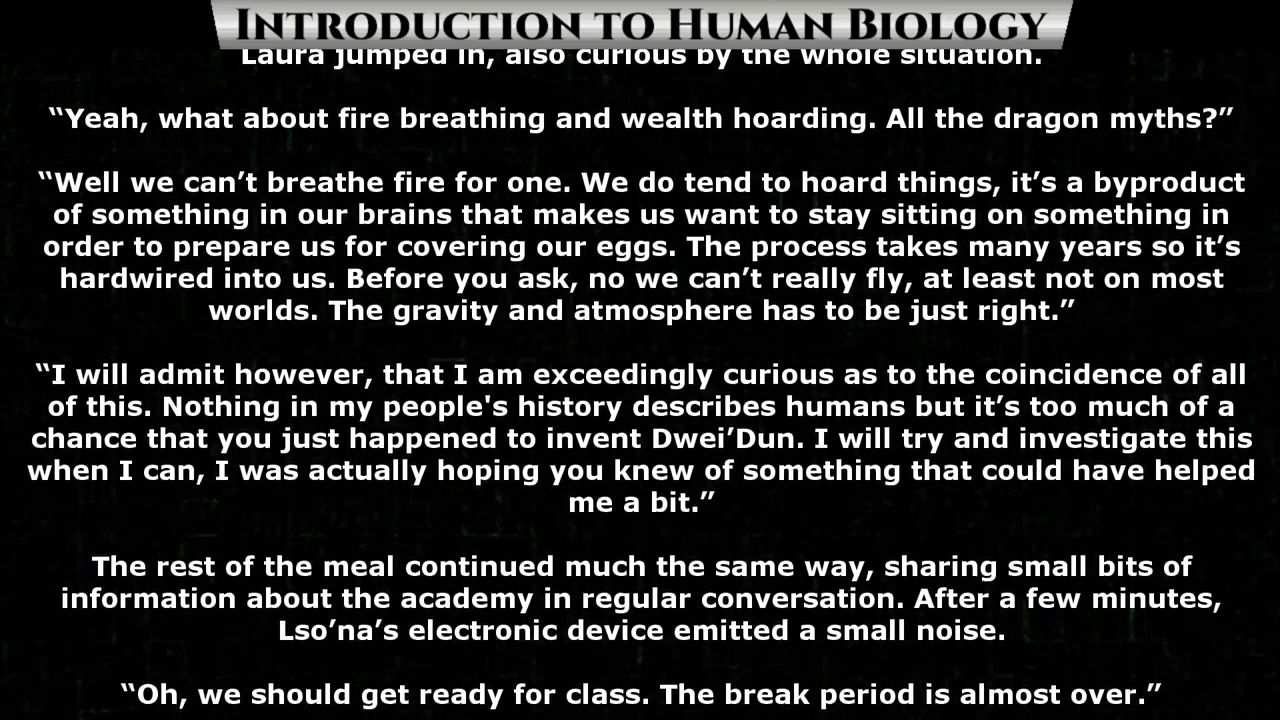 Introduction to Human Biology
Laura jumped in, also curious by the whole situation.
“Yeah, what about fire breathing and wealth hoarding. All the dragon myths?”
“Well we can’t breathe fire for one. We do tend to hoard things, it’s a byproduct
of something in our brains that makes us want to stay sitting on something in
order to prepare us for covering our eggs. The process takes many years so it’s
hardwired into us. Before you ask, no we can’t really fly, at least not on most
worlds. The gravity and atmosphere has to be just right.”
“I will admit however, that I am exceedingly curious as to the coincidence of all
of this. Nothing in my people's history describes humans but it’s too much of a
chance that you just happened to invent Dwei’Dun. I will try and investigate this
when I can, I was actually hoping you knew of something that could have helped
me a bit.”
The rest of the meal continued much the same way, sharing small bits of
information about the academy in regular conversation. After a few minutes,
Lso’na’s electronic device emitted a small noise.
“Oh, we should get ready for class. The break period is almost over.”